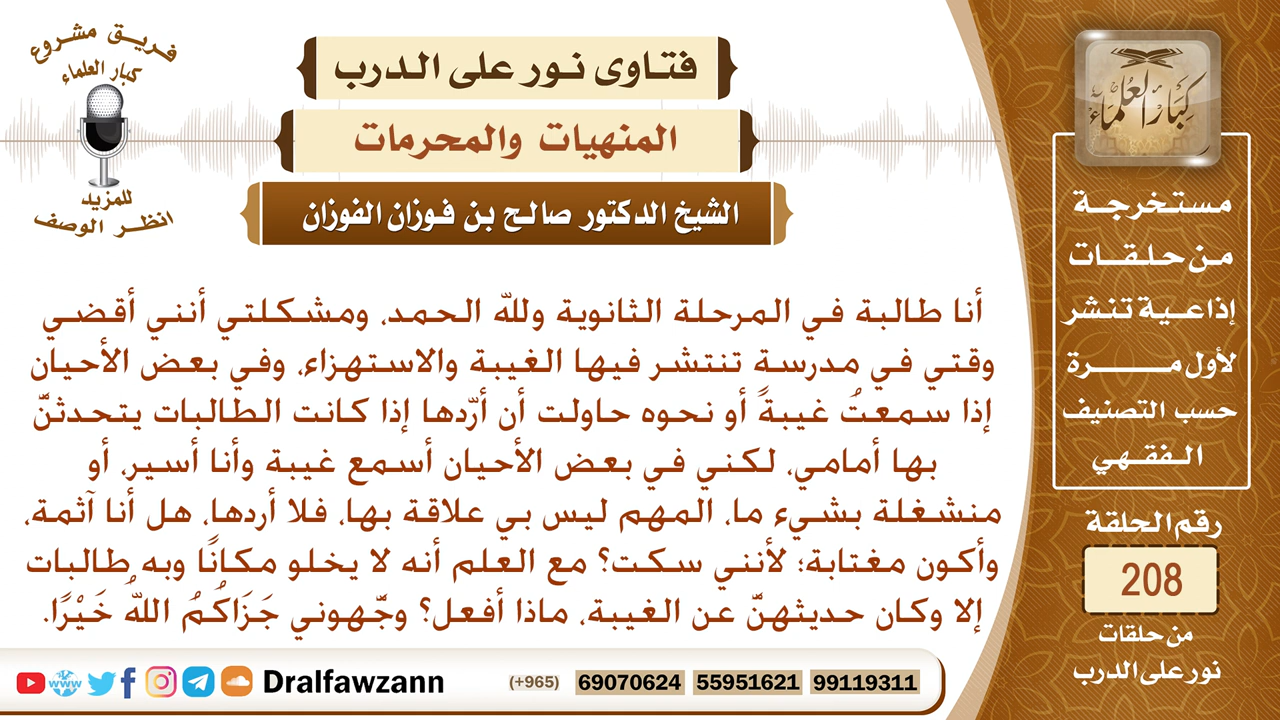 فريق مشروع
كبار العلماء
للمزيد
انظر الوصف
فتاوى نور على الدرب
المنهيات والمحرمات
الشيخ الدكتور صالح بن فوزان الفوزان
كبار العلماء
مستخرجة
من حلقات
إذاعية تنشر
لأول مرة
حسب التصنيف
الفقهي
رقم الحلقة
208
من حلقات
نور على الدرب
أنا طالبة في المرحلة الثانوية ولله الحمد، ومشكلتي أنني أقضي
وقتي في مدرسة تنتشر فيها الغيبة والاستهزاء، وفي بعض الأحيان
إذا سمعتُ غيبةً أو نحوه حاولت أن أرّدها إذا كانت الطالبات يتحدثنّ
بها أمامي، لكني في بعض الأحيان أسمع غيبة وأنا أسير، أو
منشغلة بشيء ما، المهم ليس بي علاقة بها، فلا أردها، هل أنا آثمة،
وأكون مغتابة؛ لأنني سكت؟ مع العلم أنه لا يخلو مكانًا وبه طالبات
إلا وكان حديثهنّ عن الغيبة، ماذا أفعل؟ وجّهوني جَزَاكُمُ اللهُ خَيْرًا.
Dralfawzann (+965) 69070624 55951621 99119311